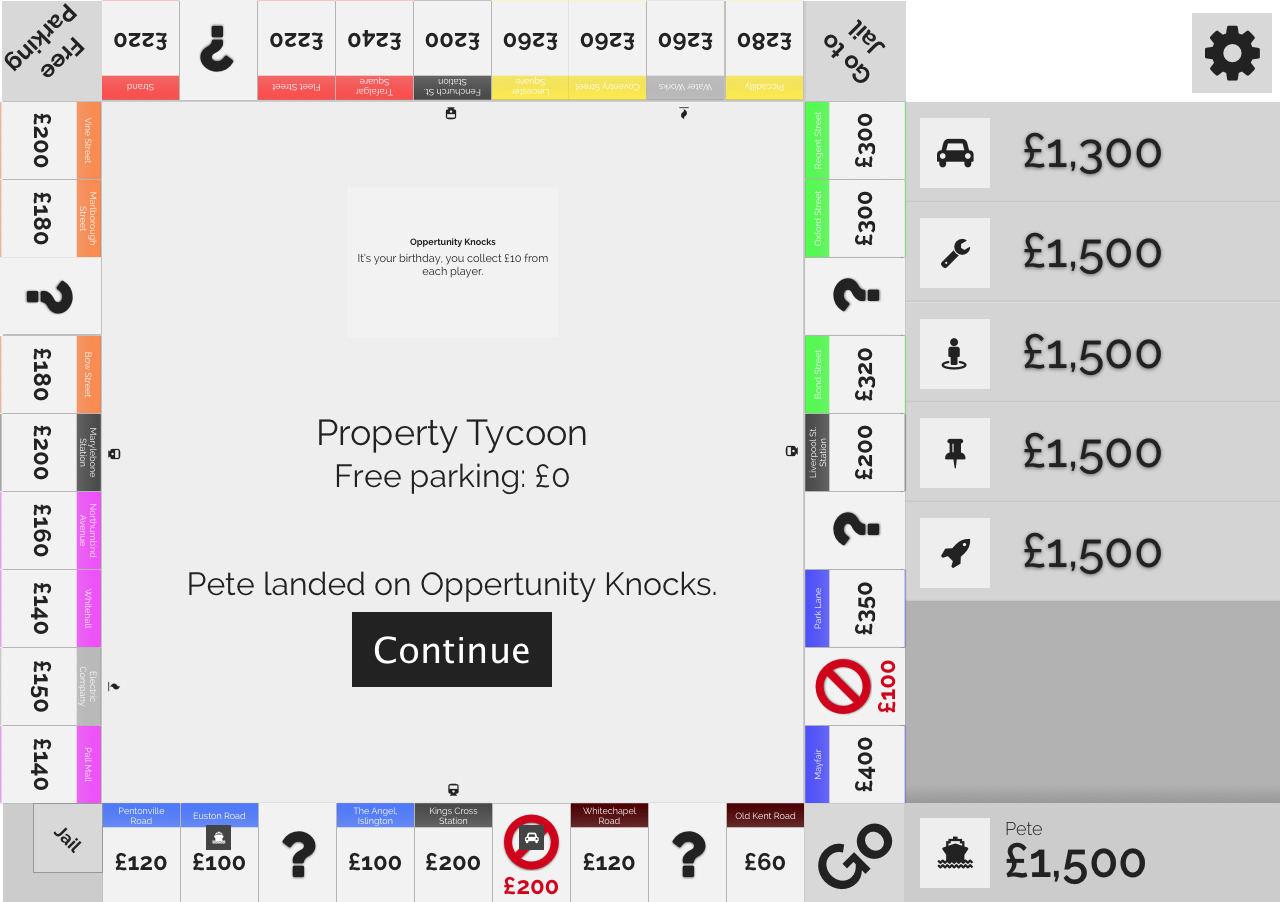 Free
Parking
£220
?
£220
£240
£200
£260
£260
£260
£280
Go to
Jail
Strand
Fleet Street
Trafalgar
Square
Fenchurch St.
Station
Leicester
Square
Coventry Street
Water Works
Piccadilly
£200
Vine Street
£180
Marlborough
Street
?
£180
Bow Street
£200
Marylebone
Station
£160
Northumbnd
Avenue
£140
Whitehall
£150
Electric
Company
£140
Pall Mall
Oppertunity Knocks
It's your birthday, you collect £10 from
each player.
Property Tycoon
Free parking: £0
Pete landed on Oppertunity Knocks.
Continue
Regent Street
£300
Oxford Street
£300
?
Bond Street
£320
Liverpool St.
Station
£200
?
Park Lane
£350
£100
Mayfair
£400
Jail
Pentonville
Road
£120
Euston Road
£100
?
The Angel,
Islington
£100
Kings Cross
Station
£200
£200
Whitechapel
Road
£120
?
Old Kent Road
£60
Go
£1,300
£1,500
£1,500
£1,500
£1,500
Pete
£1,500